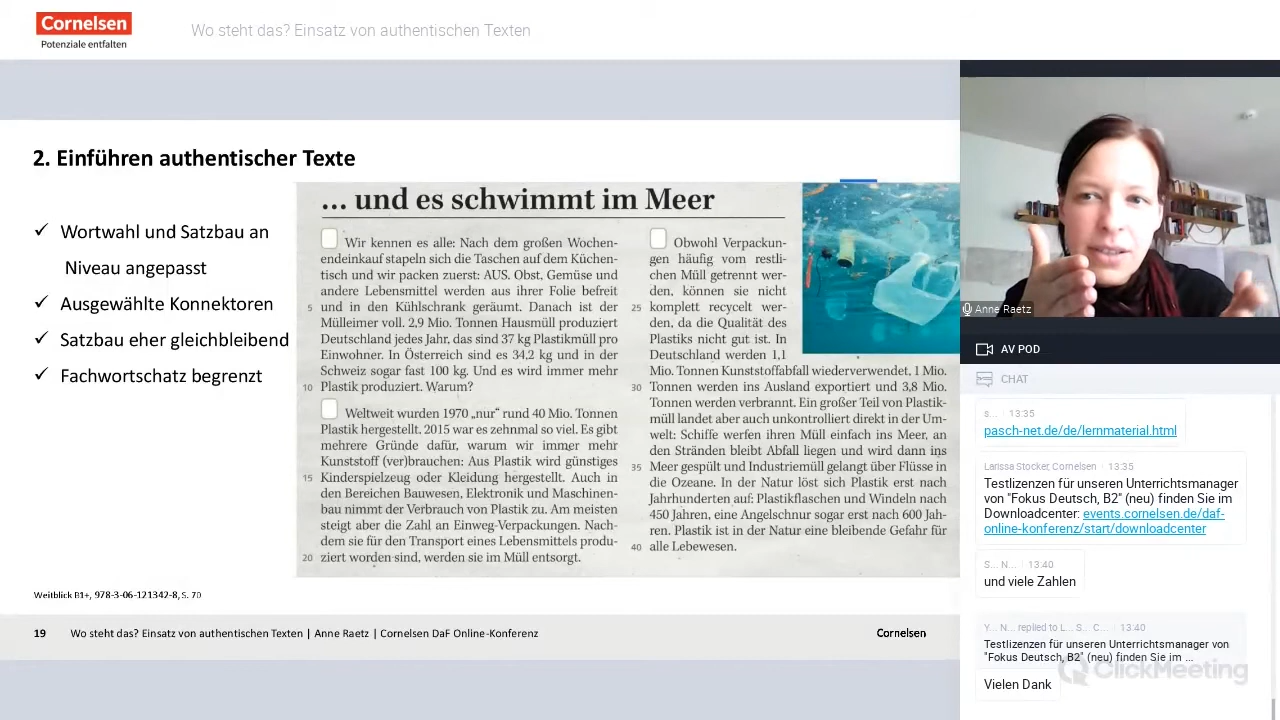 Cornelsen
Potenziale entfalten
Wo steht das? Einsatz von authentischen Texten
2. Einführen authentischer Texte
✓ Wortwahl und Satzbau an
Niveau angepasst
✓ Ausgewählte Konnektoren
✓ Satzbau eher gleichbleibend
✓ Fachwortschatz begrenzt
... und es schwimmt im Meer
Wir kennen es alle: Nach dem großen Wochen-
endeinkauf stapeln sich die Taschen auf dem Küchen-
tisch und wir packen zuerst: AUS. Obst, Gemüse und
andere Lebensmittel werden aus ihrer Folie befreit
5 und in den Kühlschrank geräumt. Danach ist der
Mülleimer voll. 2,9 Mio. Tonnen Hausmüll produziert
Deutschland jedes Jahr, das sind 37 kg Plastikmüll pro
Einwohner. In Österreich sind es 34,2 kg und in der
Schweiz sogar fast 100 kg. Und es wird immer mehr
10 Plastik produziert. Warum?
Weltweit wurden 1970 „nur" rund 40 Mio. Tonnen
Plastik hergestellt. 2015 war es zehnmal so viel. Es gibt
mehrere Gründe dafür, warum wir immer mehr
Kunststoff (ver)brauchen: Aus Plastik wird günstiges
15 Kinderspielzeug oder Kleidung hergestellt. Auch in
den Bereichen Bauwesen, Elektronik und Maschinen-
bau nimmt der Verbrauch von Plastik zu. Am meisten
steigt aber die Zahl an Einweg-Verpackungen. Nach-
dem sie für den Transport eines Lebensmittels produ-
20 ziert worden sind, werden sie im Müll entsorgt.
Obwohl Verpackun-
gen häufig vom restli-
chen Müll getrennt wer-
den, können sie nicht
25 komplett recycelt wer-
den, da die Qualität des
Plastiks nicht gut ist. In
Deutschland werden 1,1
Mio. Tonnen Kunststoffabfall wiederverwendet, 1 Mio.
30 Tonnen werden ins Ausland exportiert und 3,8 Mio.
Tonnen werden verbrannt. Ein großer Teil von Plastik-
müll landet aber auch unkontrolliert direkt in der Um-
welt: Schiffe werfen ihren Müll einfach ins Meer, an
den Stränden bleibt Abfall liegen und wird dann ins
35 Meer gespült und Industriemüll gelangt über Flüsse in
die Ozeane. In der Natur löst sich Plastik erst nach
Jahrhunderten auf: Plastikflaschen und Windeln nach
450 Jahren, eine Angelschnur sogar erst nach 600 Jah-
ren. Plastik ist in der Natur eine bleibende Gefahr für
40 alle Lebewesen.
Weitblick B1+, 978-3-06-121342-8, S. 70
19 Wo steht das? Einsatz von authentischen Texten | Anne Raetz | Cornelsen DaF Online-Konferenz
Cornelsen
Anne Raetz
AV POD
CHAT
s... 13:35
pasch-net.de/de/lernmaterial.html
Larissa Stocker, Cornelsen 13:35
Testlizenzen für unseren Unterrichtsmanager
von "Fokus Deutsch, B2" (neu) finden Sie im
Downloadcenter: events.cornelsen.de/daf-
online-konferenz/start/downloadcenter
S... N... 13:40
und viele Zahlen
Y... N... replied to L... S... C... 13:40
Testlizenzen für unseren Unterrichtsmanager von
"Fokus Deutsch, B2" (neu) finden Sie im ...
Vielen Dank
ClickMeeting